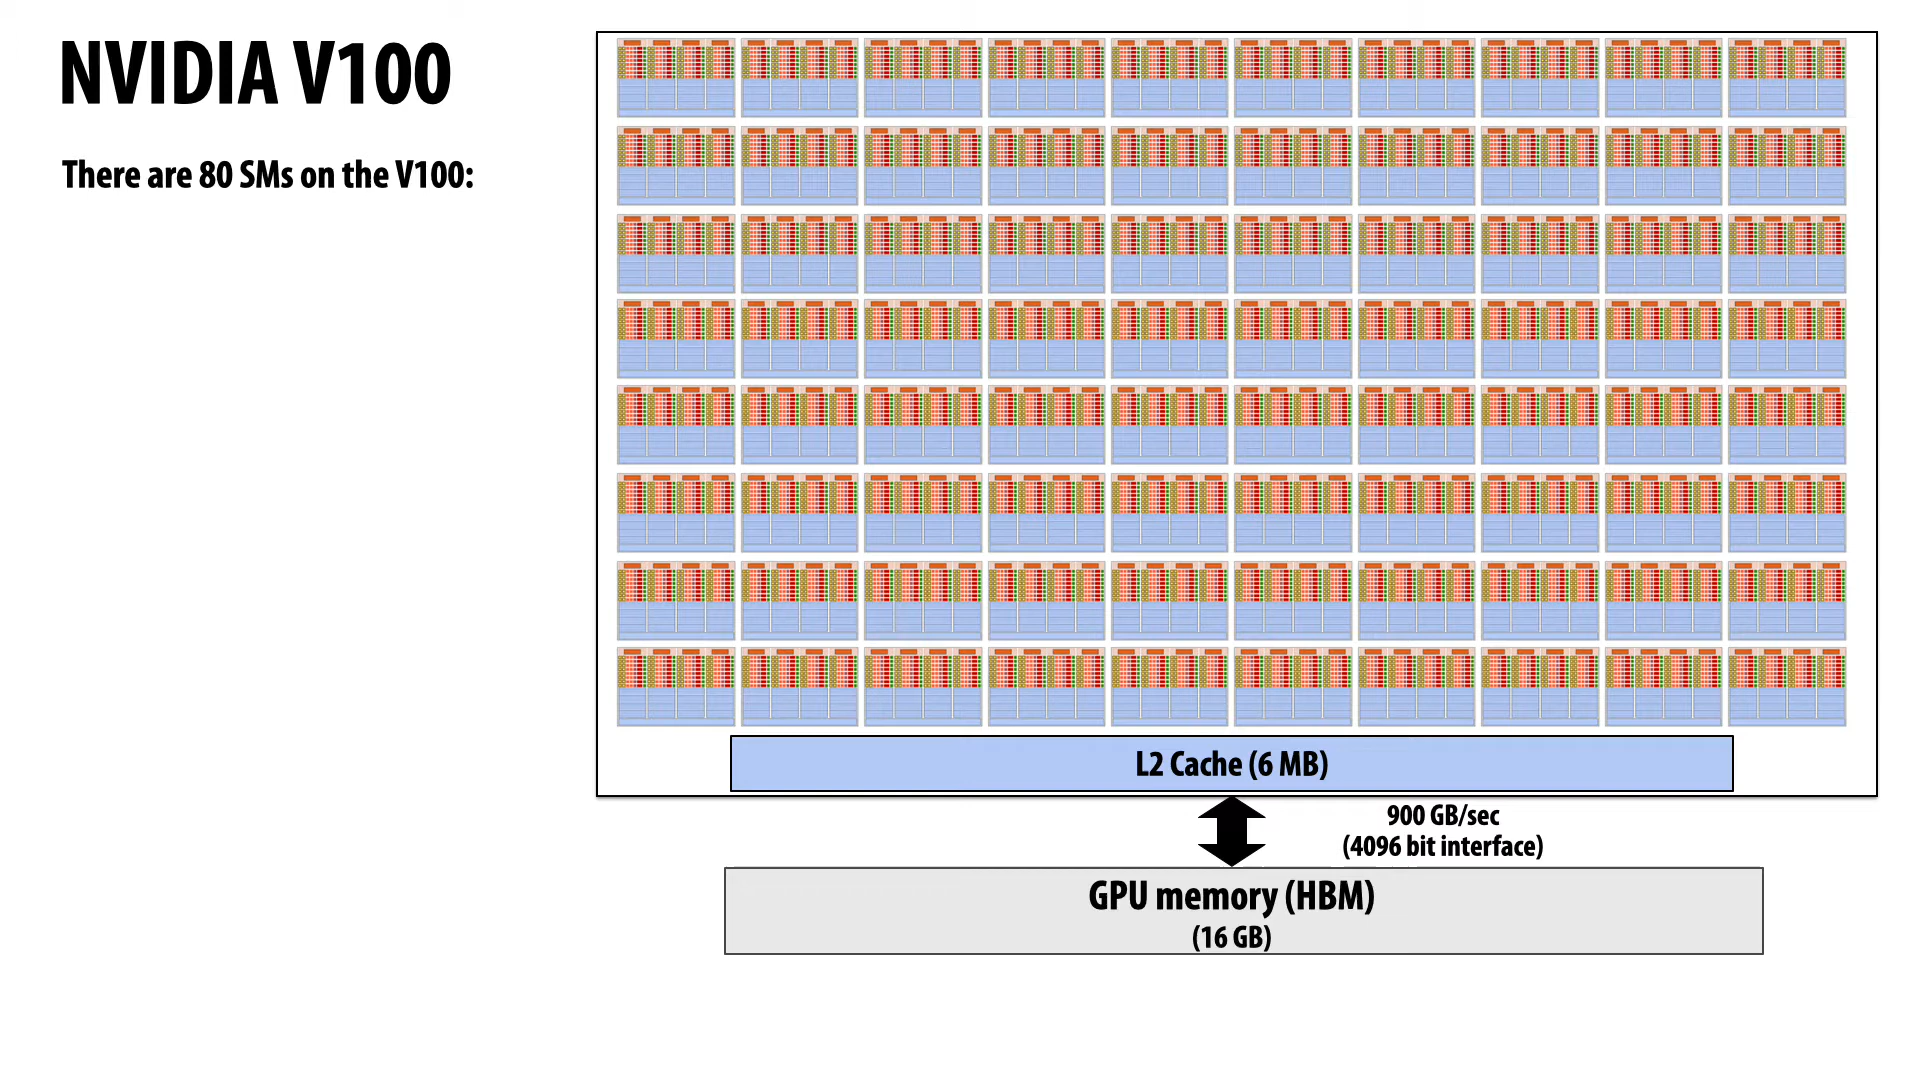 NVIDIA V100
There are 80 SMs on the V100:
L2 Cache (6 MB)
900 GB/sec
(4096 bit interface)
GPU memory (HBM)
(16 GB)